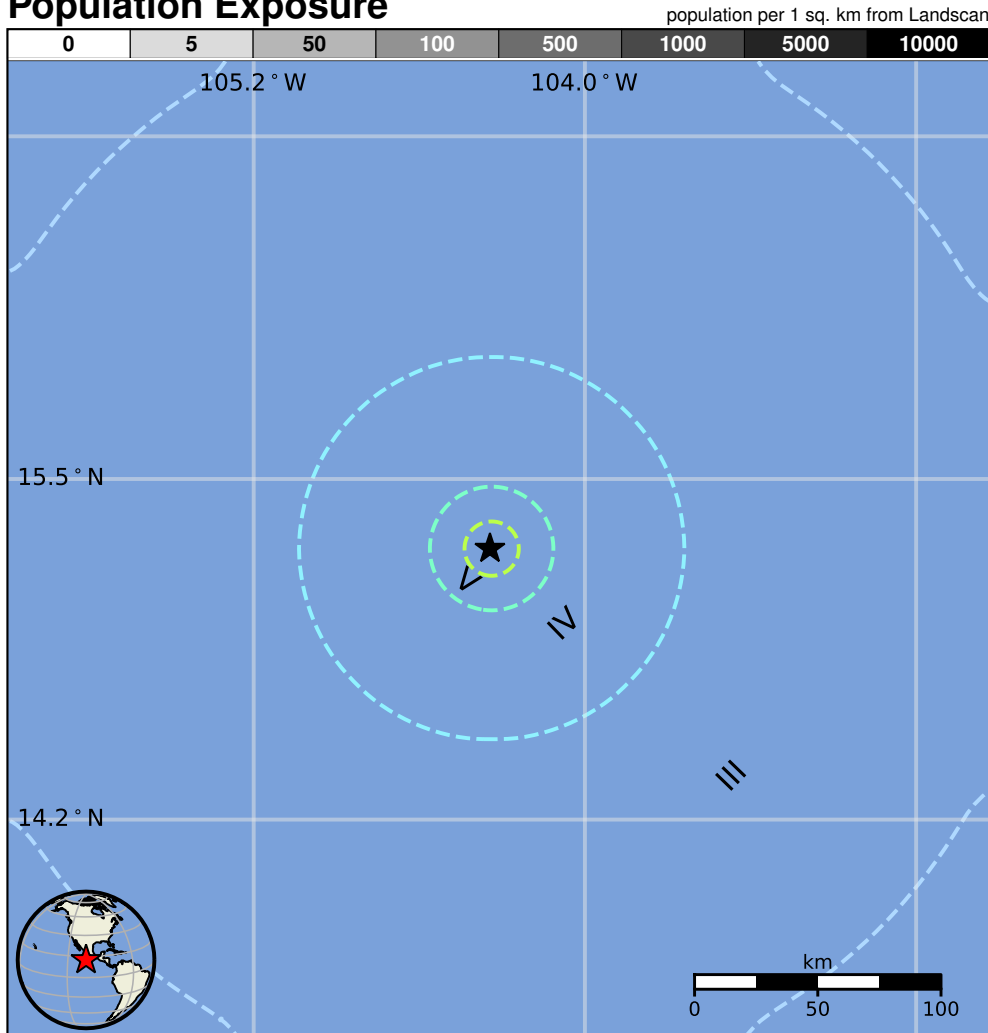 Population Exposure
population per 1 sq. km from Landscan
0 5 50 100 500 1000 5000 10000
105.2°W 104.0°W
15.5°N
V
IV
III
14.2°N
km
0 50 100